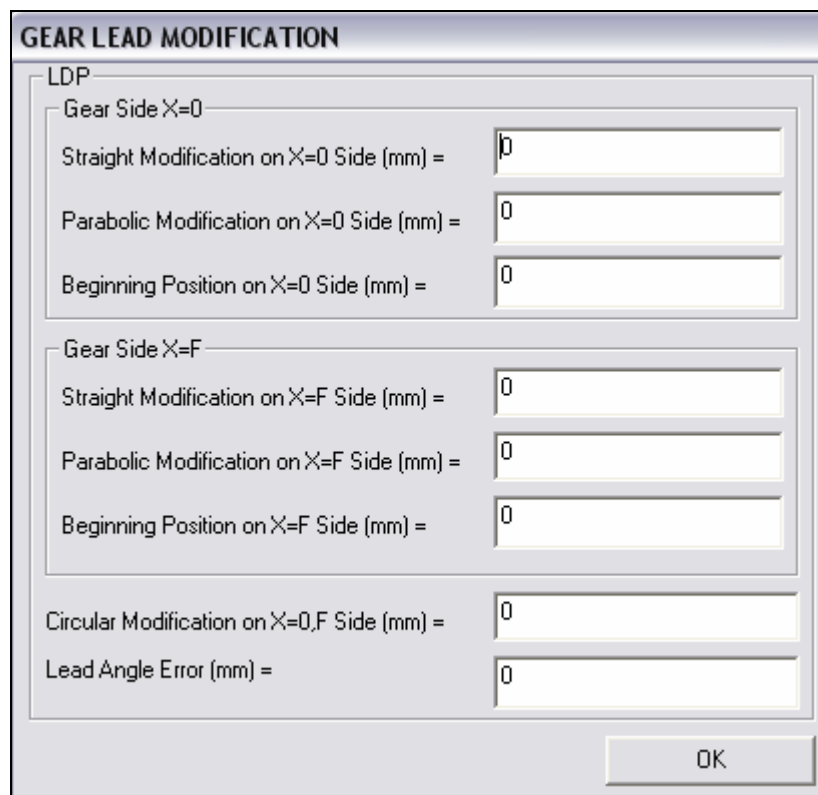 GEAR LEAD MODIFICATION
LDP
Gear Side X=0
Straight Modification on X=0 Side (mm) = 0
Parabolic Modification on X=0 Side (mm) = 0
Beginning Position on X=0 Side (mm) = 0
Gear Side X=F
Straight Modification on X=F Side (mm) = 0
Parabolic Modification on X=F Side (mm) = 0
Beginning Position on X=F Side (mm) = 0
Circular Modification on X=0,F Side (mm) = 0
Lead Angle Error (mm) = 0
OK